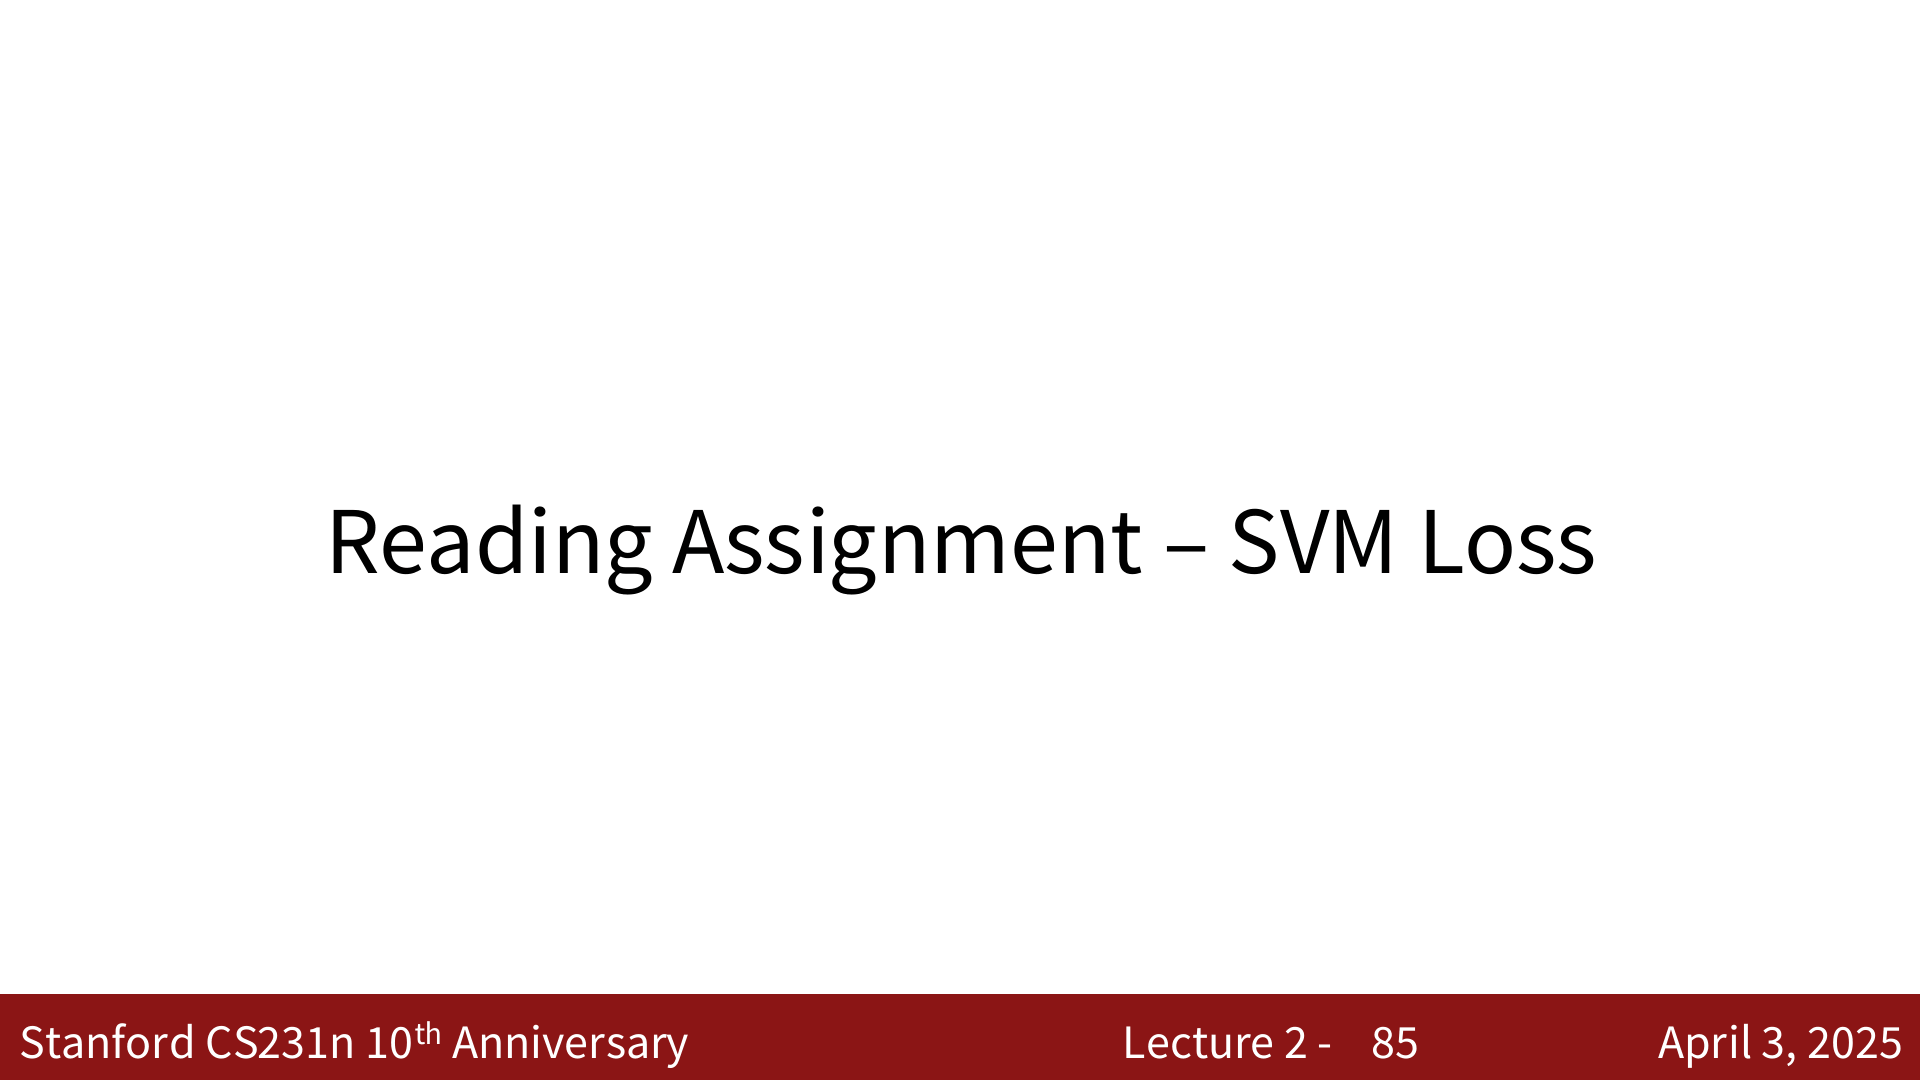 Reading Assignment – SVM Loss
Stanford CS231n 10th Anniversary
Lecture 2 - 85
April 3, 2025